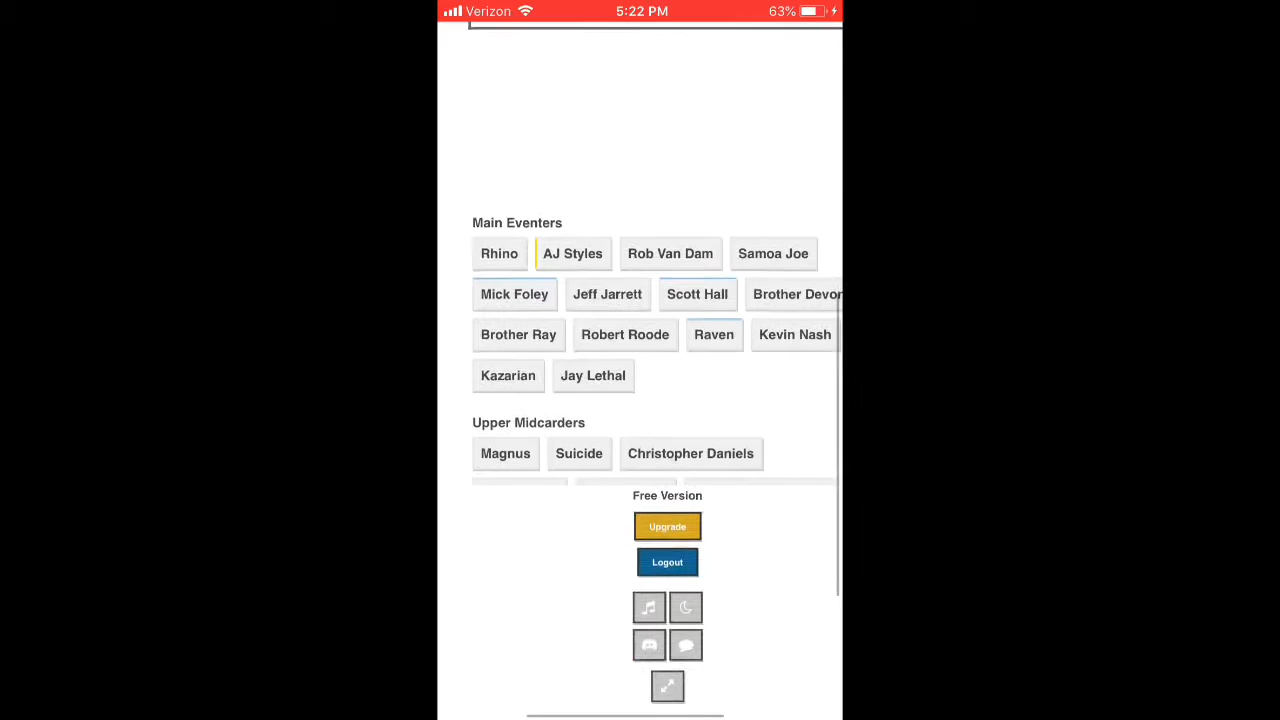 Verizon 5:22 PM 63%
Main Eventers
Rhino AJ Styles Rob Van Dam Samoa Joe
Mick Foley Jeff Jarrett Scott Hall Brother Devon
Brother Ray Robert Roode Raven Kevin Nash
Kazarian Jay Lethal
Upper Midcarders
Magnus Suicide Christopher Daniels
Free Version
Upgrade
Logout